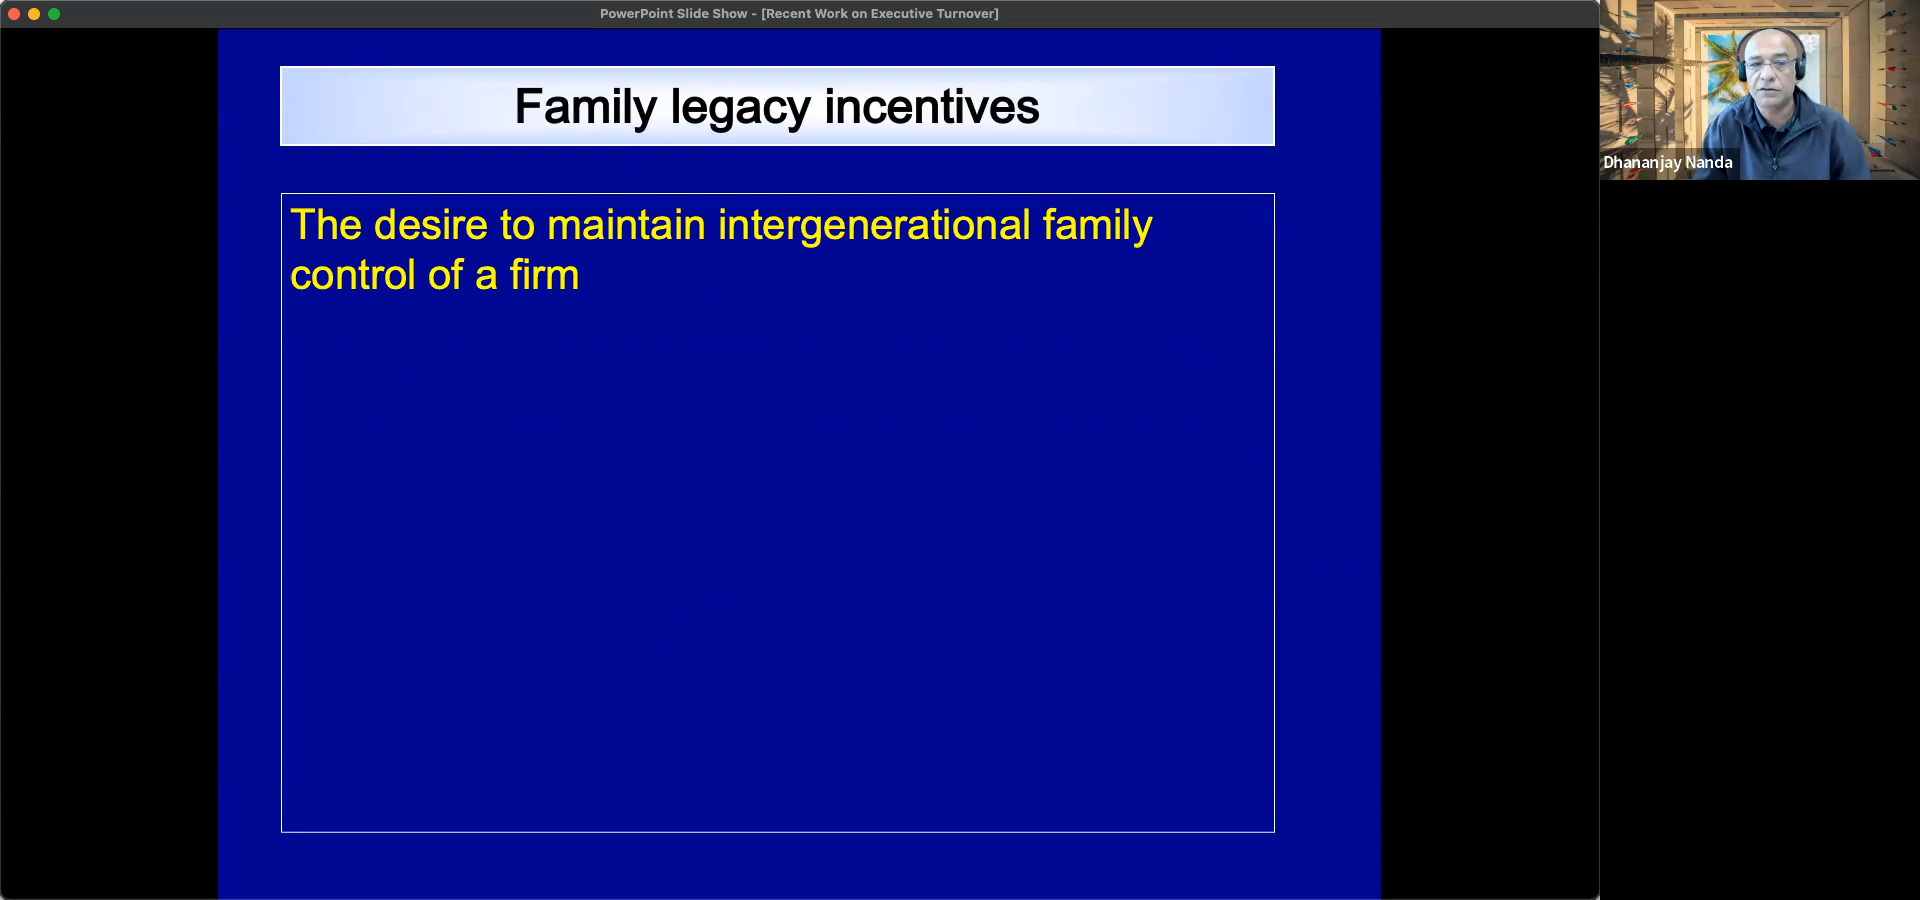 PowerPoint Slide Show - [Recent Work on Executive Turnover]
Family legacy incentives
The desire to maintain intergenerational family
control of a firm
Dhananjay Nanda